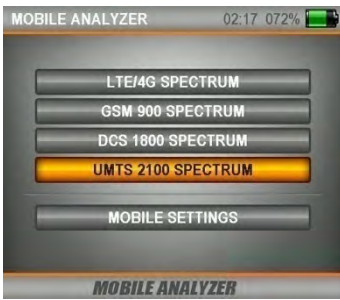 MOBILE ANALYZER 02:17 072%
LTE/4G SPECTRUM
GSM 900 SPECTRUM
DCS 1800 SPECTRUM
UMTS 2100 SPECTRUM
MOBILE SETTINGS
MOBILE ANALYZER